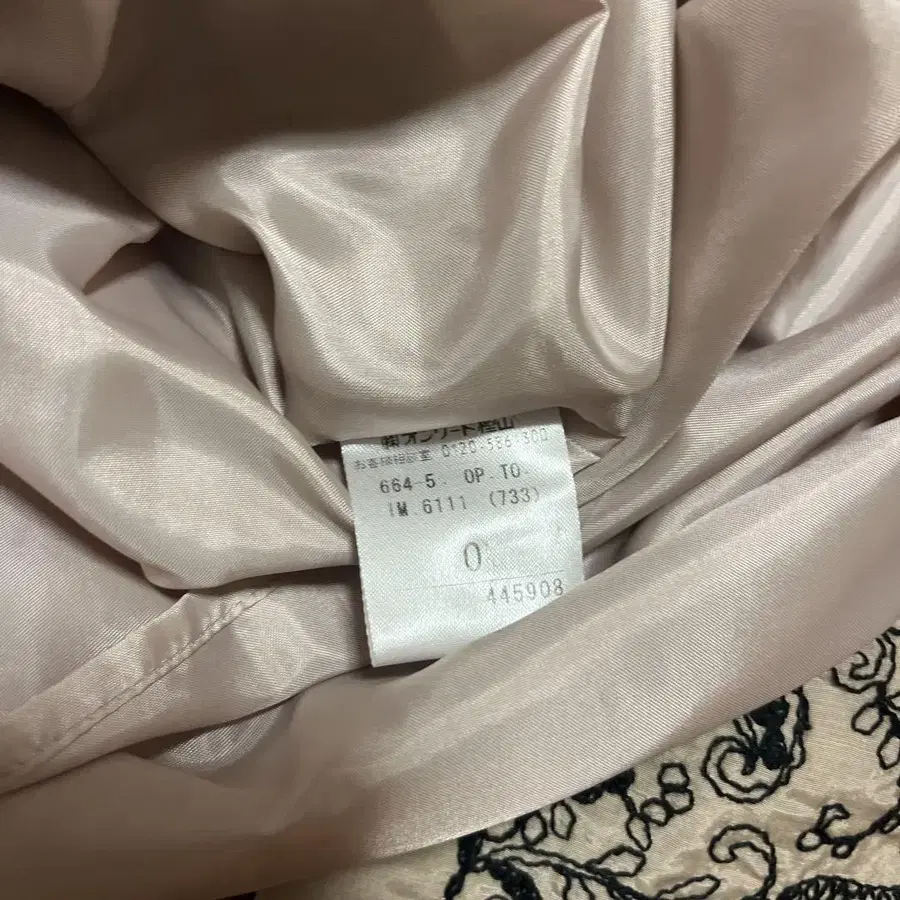 ㈱オンワード樫山
お客様相談室 0120-586-300
664-5. OP.TO.
IM 6111 (733)
0
445908